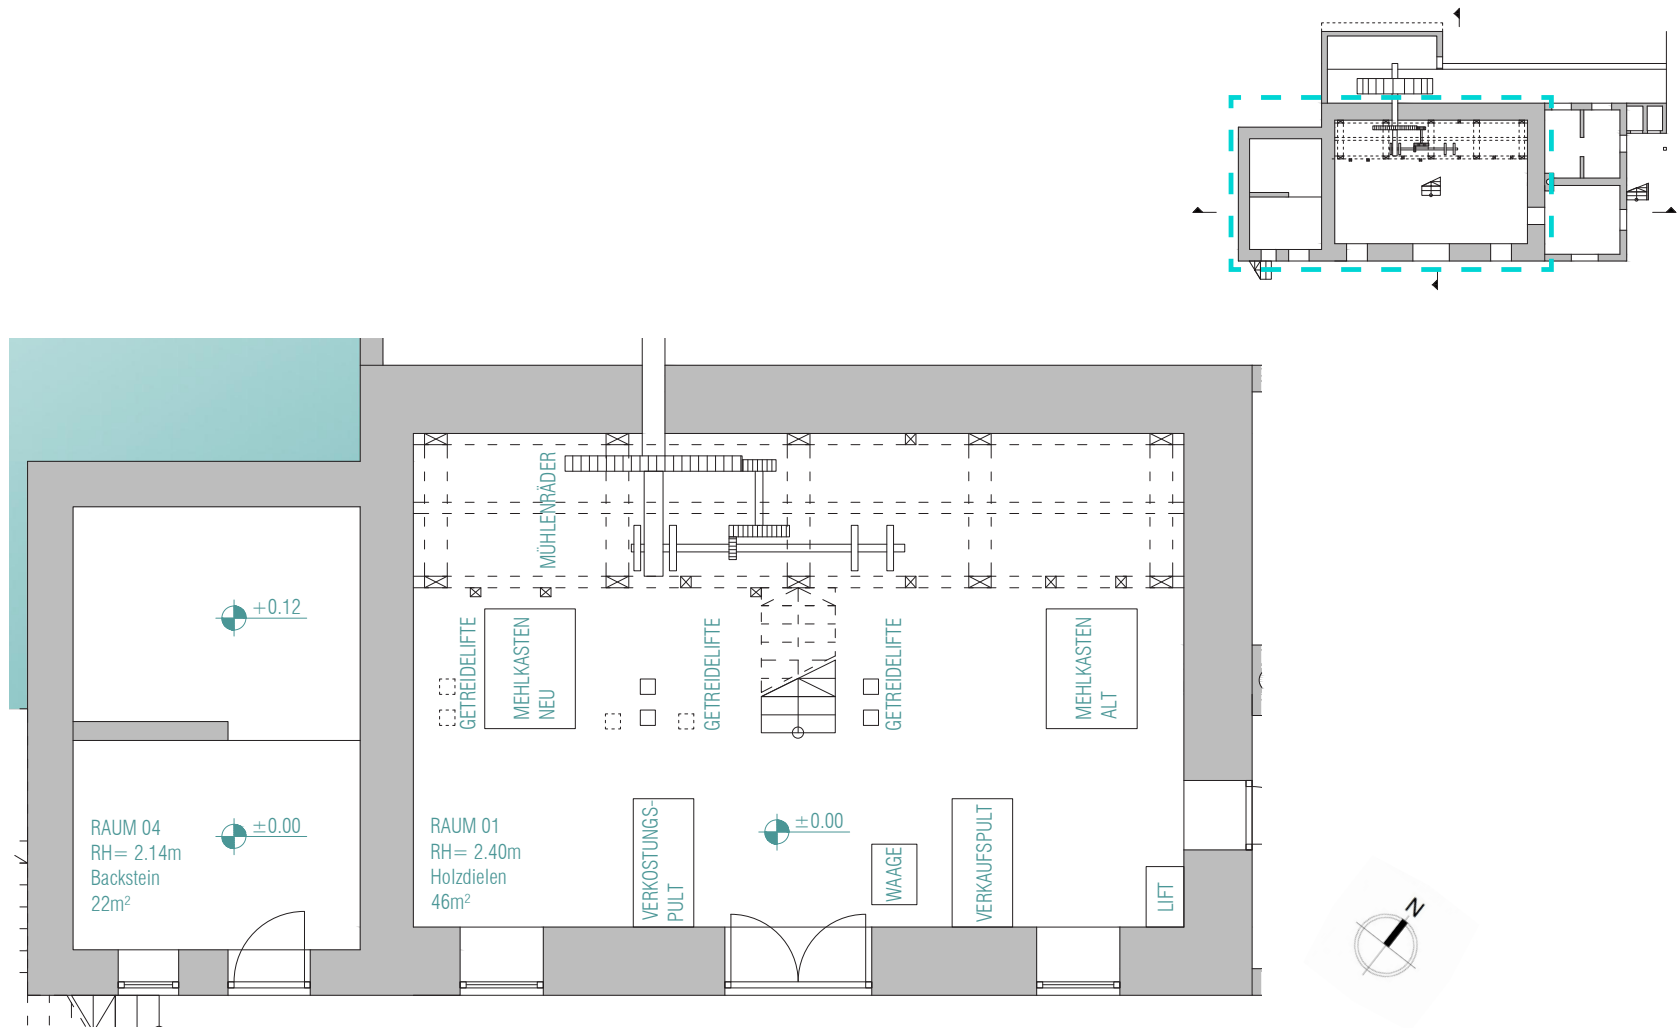 MÜHLENRÄDER
+0.12
GETREIDELIFTE
MEHLKASTEN
NEU
GETREIDELIFTE
GETREIDELIFTE
MEHLKASTEN
ALT
RAUM 04
RH= 2.14m
Backstein
22m²
±0.00
RAUM 01
RH= 2.40m
Holzdielen
46m²
VERKOSTUNGS-
PULT
±0.00
WAAGE
VERKAUFSPULT
LIFT
N